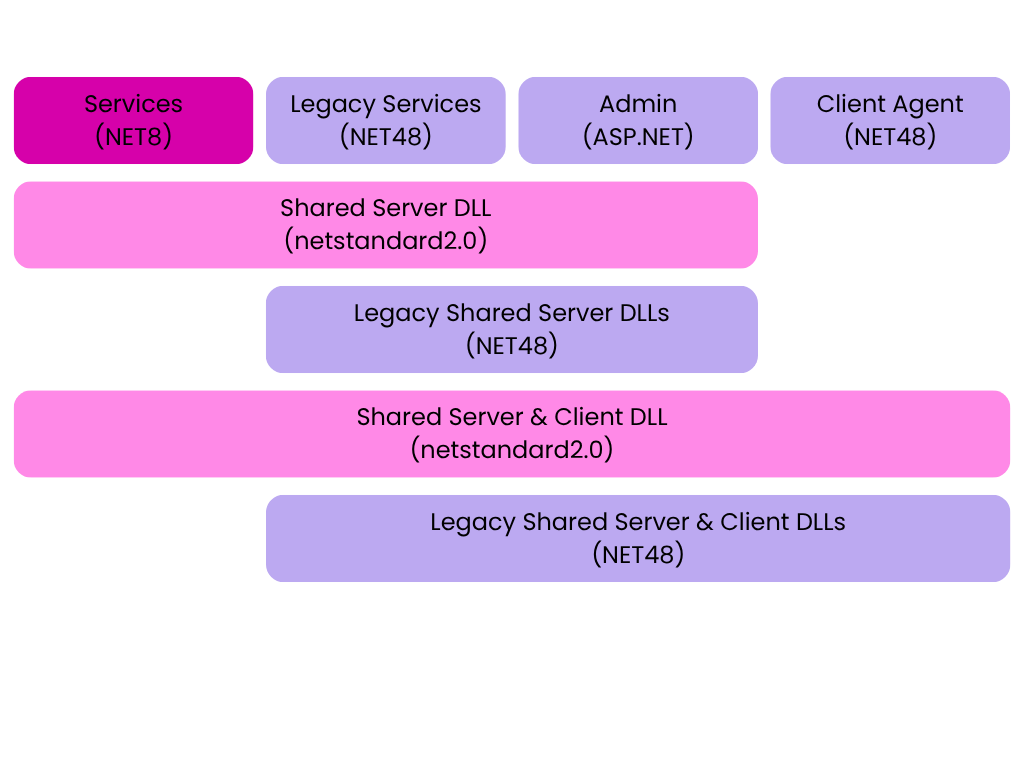 Services
(NET8)
Legacy Services
(NET48)
Admin
(ASP.NET)
Client Agent
(NET48)
Shared Server DLL
(netstandard2.0)
Legacy Shared Server DLLs
(NET48)
Shared Server & Client DLL
(netstandard2.0)
Legacy Shared Server & Client DLLs
(NET48)